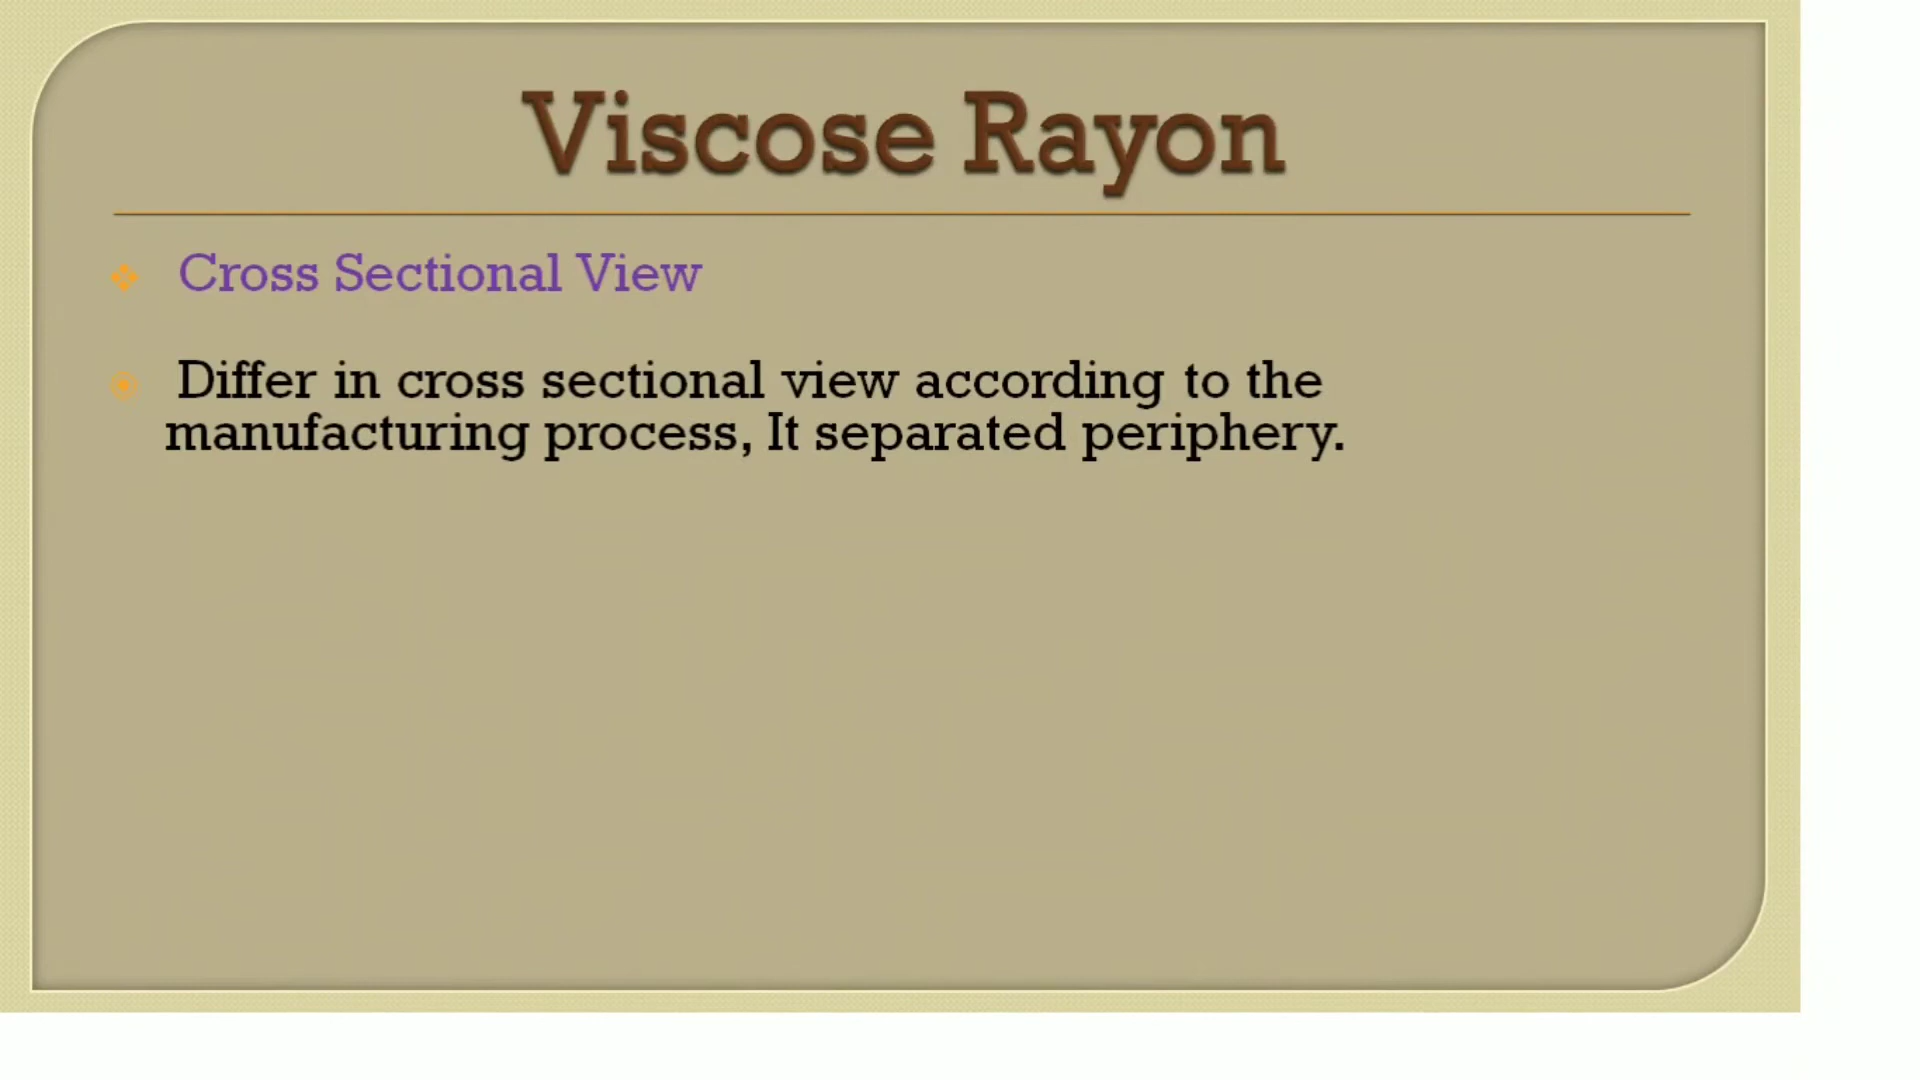 Viscose Rayon
Cross Sectional View
Differ in cross sectional view according to the
manufacturing process, It separated periphery.